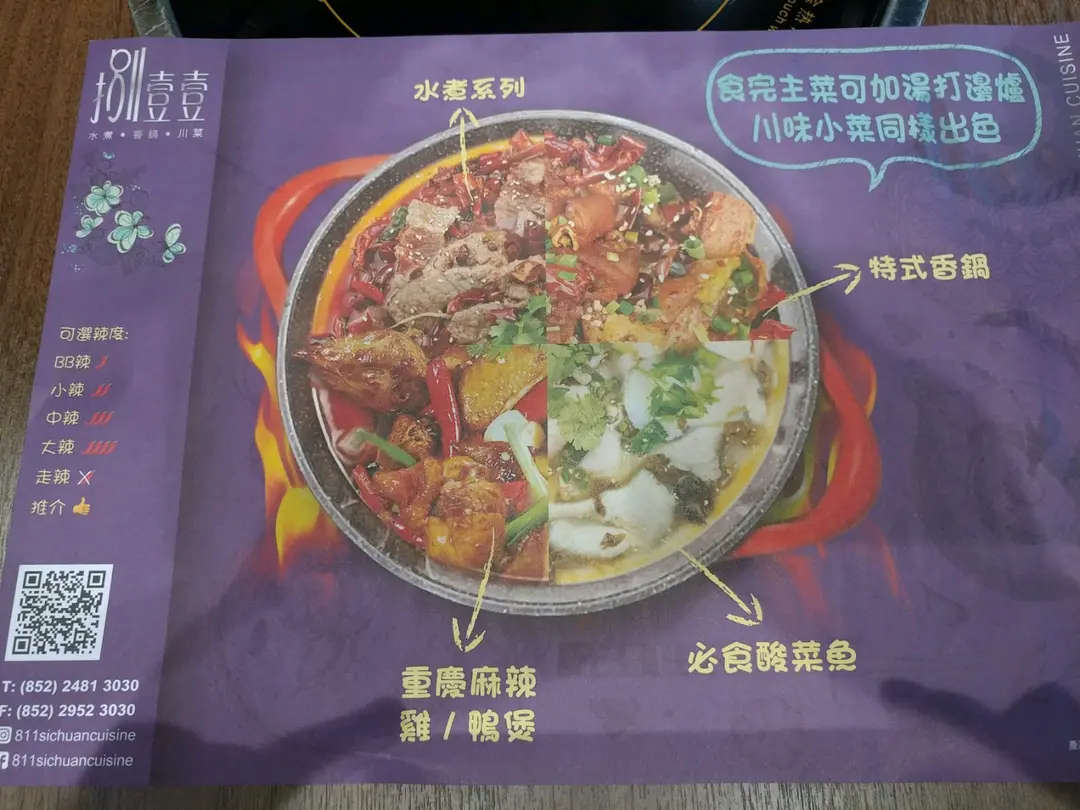 捌壹壹
水煮•香鍋•川菜
可選辣度:
BB辣
小辣
中辣
大辣
走辣
推介
T: (852) 2481 3030
F: (852) 2952 3030
811sichuancuisine
811sichuancuisine
水煮系列
食完主菜可加湯打邊爐
川味小菜同樣出色
特式香鍋
重慶麻辣
雞/鴨煲
必食酸菜魚
CUISINE